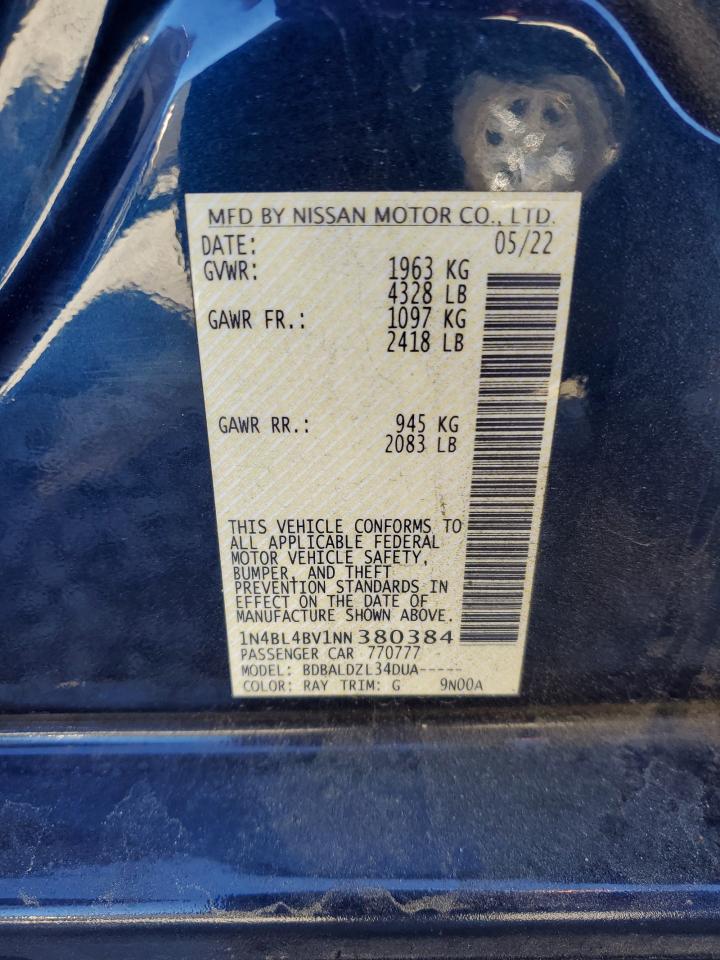 MFD BY NISSAN MOTOR CO., LTD.
DATE: 05/22
GVWR: 1963 KG
4328 LB
GAWR FR.: 1097 KG
2418 LB
GAWR RR.: 945 KG
2083 LB
THIS VEHICLE CONFORMS TO
ALL APPLICABLE FEDERAL
MOTOR VEHICLE SAFETY,
BUMPER, AND THEFT
PREVENTION STANDARDS IN
EFFECT ON THE DATE OF
MANUFACTURE SHOWN ABOVE.
1N4BL4BV1NN380384
PASSENGER CAR 770777
MODEL: BDBALDZL34DUA-----
COLOR: RAY TRIM: G 9N00A